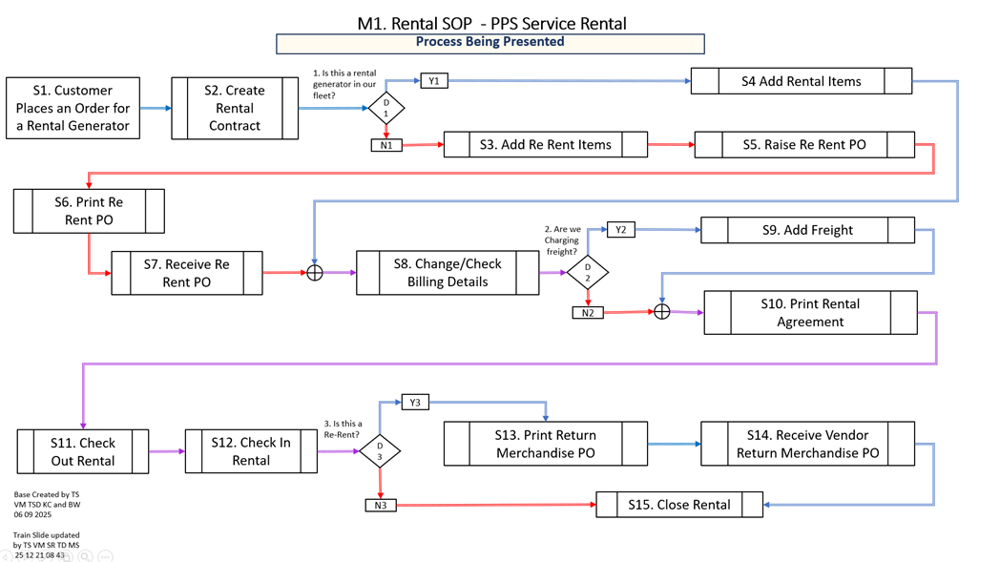 M1. Rental SOP - PPS Service Rental
Process Being Presented
S1. Customer
Places an Order for
a Rental Generator
S2. Create
Rental
Contract
1. Is this a rental
generator in our
fleet?
D
1
Y1
N1
S4 Add Rental Items
S3. Add Re Rent Items
S5. Raise Re Rent PO
S6. Print Re
Rent PO
S7. Receive Re
Rent PO
S8. Change/Check
Billing Details
2. Are we
Charging
freight?
D
2
Y2
N2
S9. Add Freight
S10. Print Rental
Agreement
S11. Check
Out Rental
S12. Check In
Rental
3. Is this a
Re-Rent?
D
3
Y3
N3
S13. Print Return
Merchandise PO
S14. Receive Vendor
Return Merchandise PO
S15. Close Rental
Base Created by TS
VM TSD KC and BW
06 09 2025
Train Slide updated
by TS VM SR TD MS
25 12 21 08 43